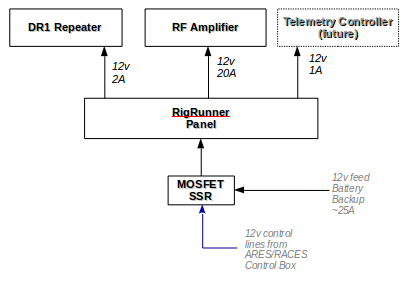 DR1 Repeater
RF Amplifier
Telemetry Controller
(future)
12v
2A
12v
20A
12v
1A
RigRunner
Panel
MOSFET
SSR
12v feed
Battery
Backup
~25A
12v control
lines from
ARES/RACES
Control Box